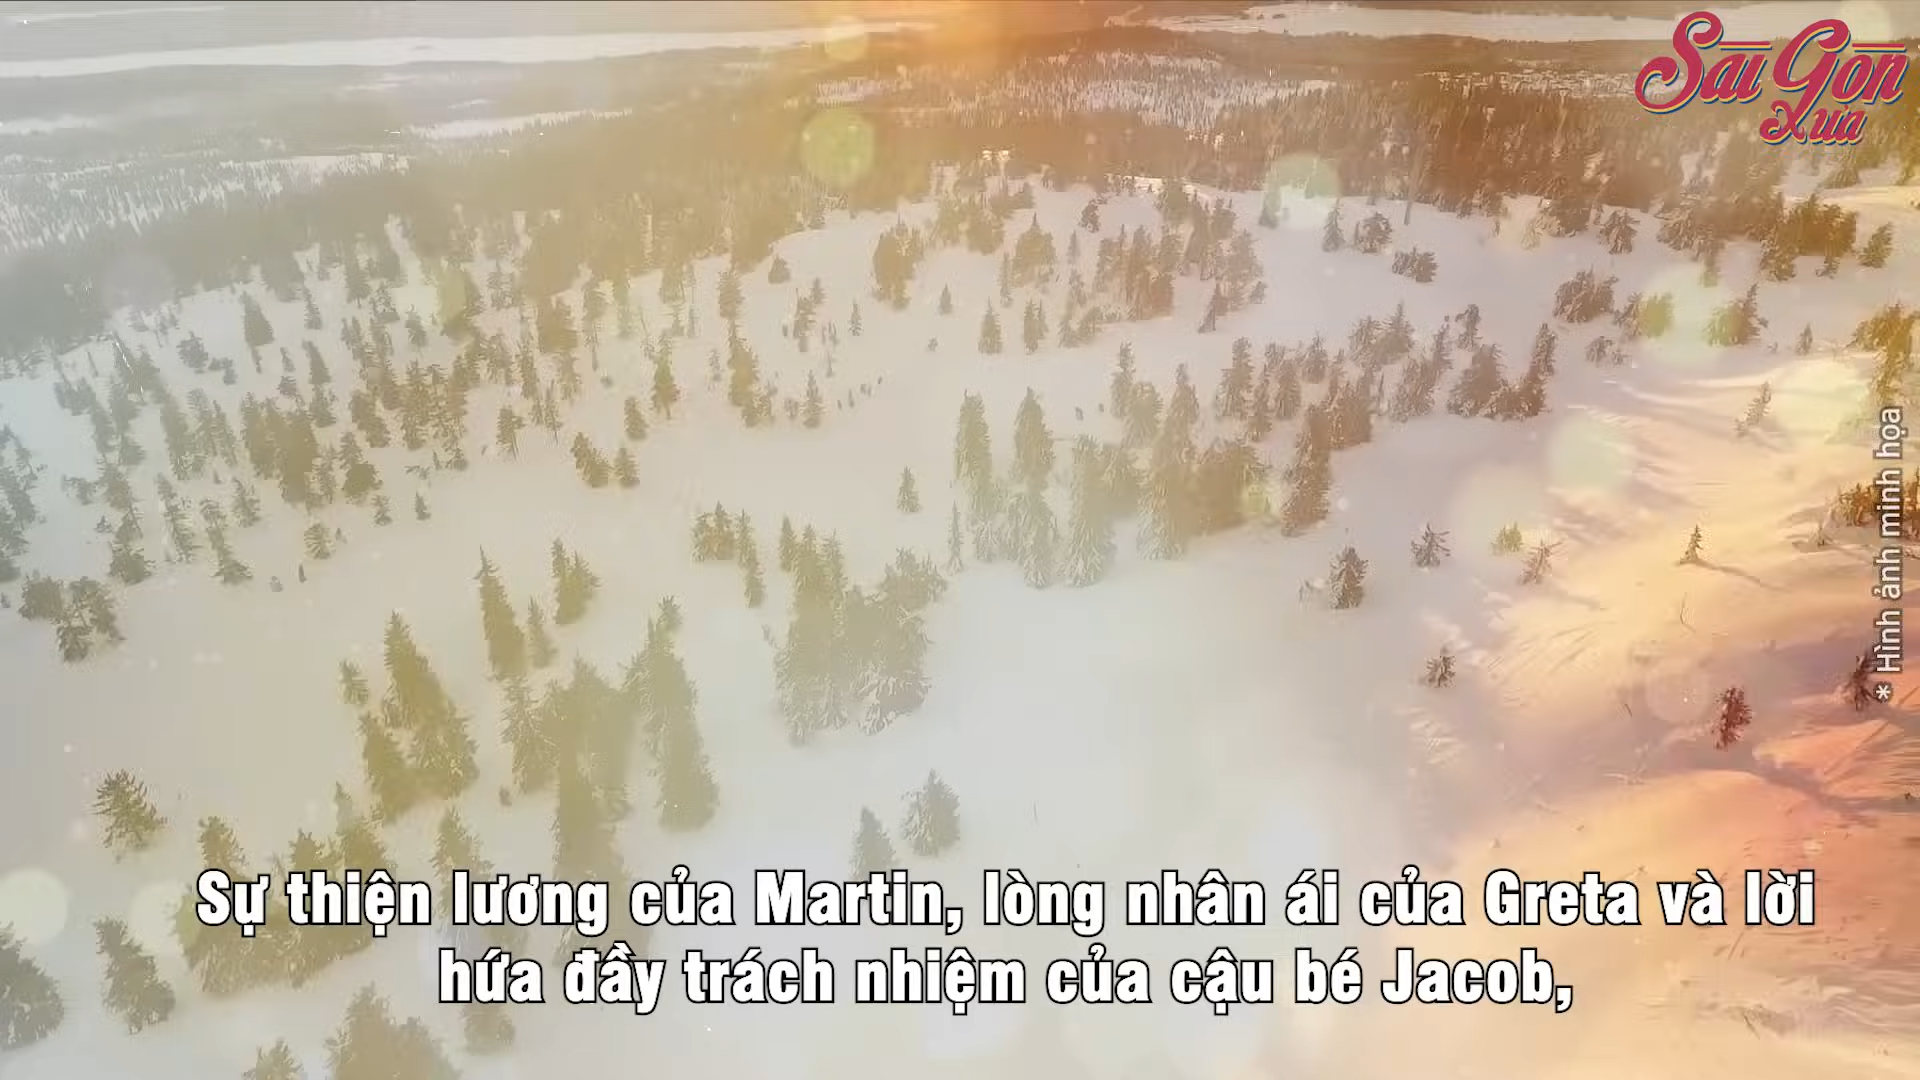 Sài Gòn
Xưa
* Hình ảnh minh họa
Sự thiện lương của Martin, lòng nhân ái của Greta và lời
hứa đầy trách nhiệm của cậu bé Jacob,